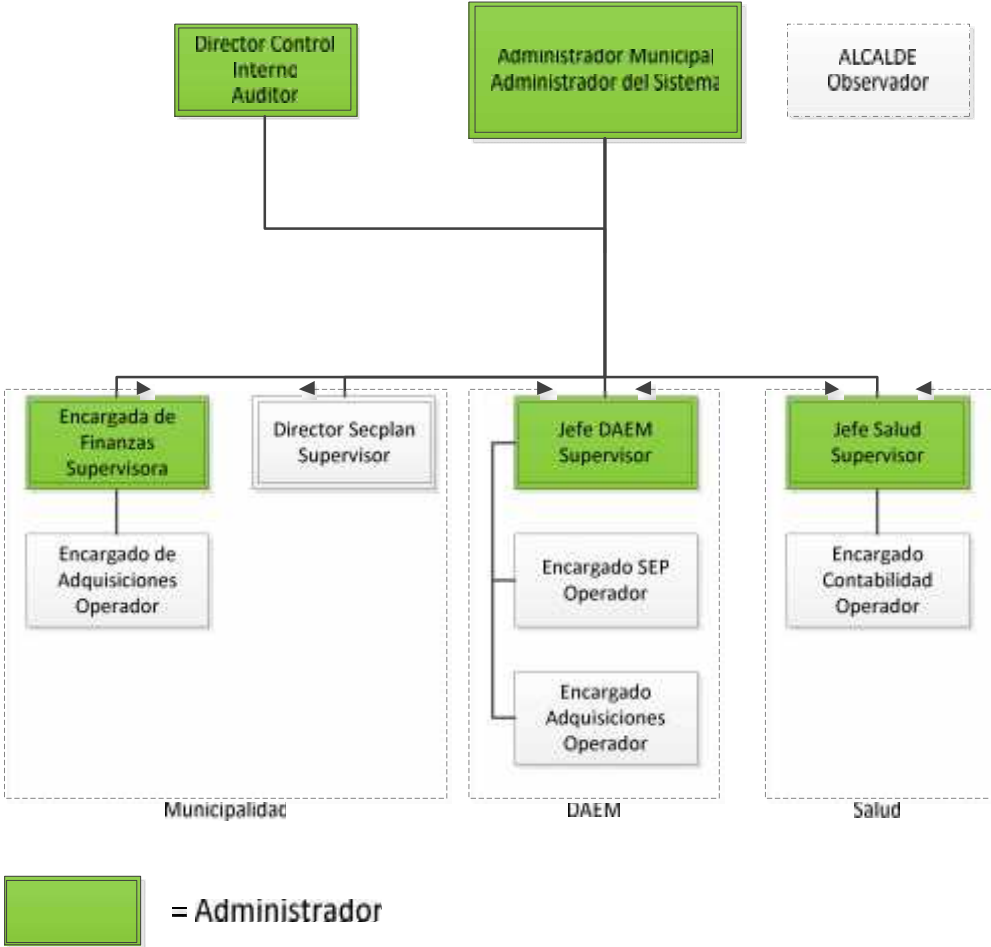 Director Control
Interno
Auditor
Administrador Municipal
Administrador del Sistema
ALCALDE
Observador
Encargada de
Finanzas
Supervisora
Director Secplan
Supervisor
Jefe DAEM
Supervisor
Jefe Salud
Supervisor
Encargado de
Adquisiciones
Operador
Encargado SEP
Operador
Encargado
Contabilidad
Operador
Encargado
Adquisiciones
Operador
Municipalidad
DAEM
Salud
= Administrador